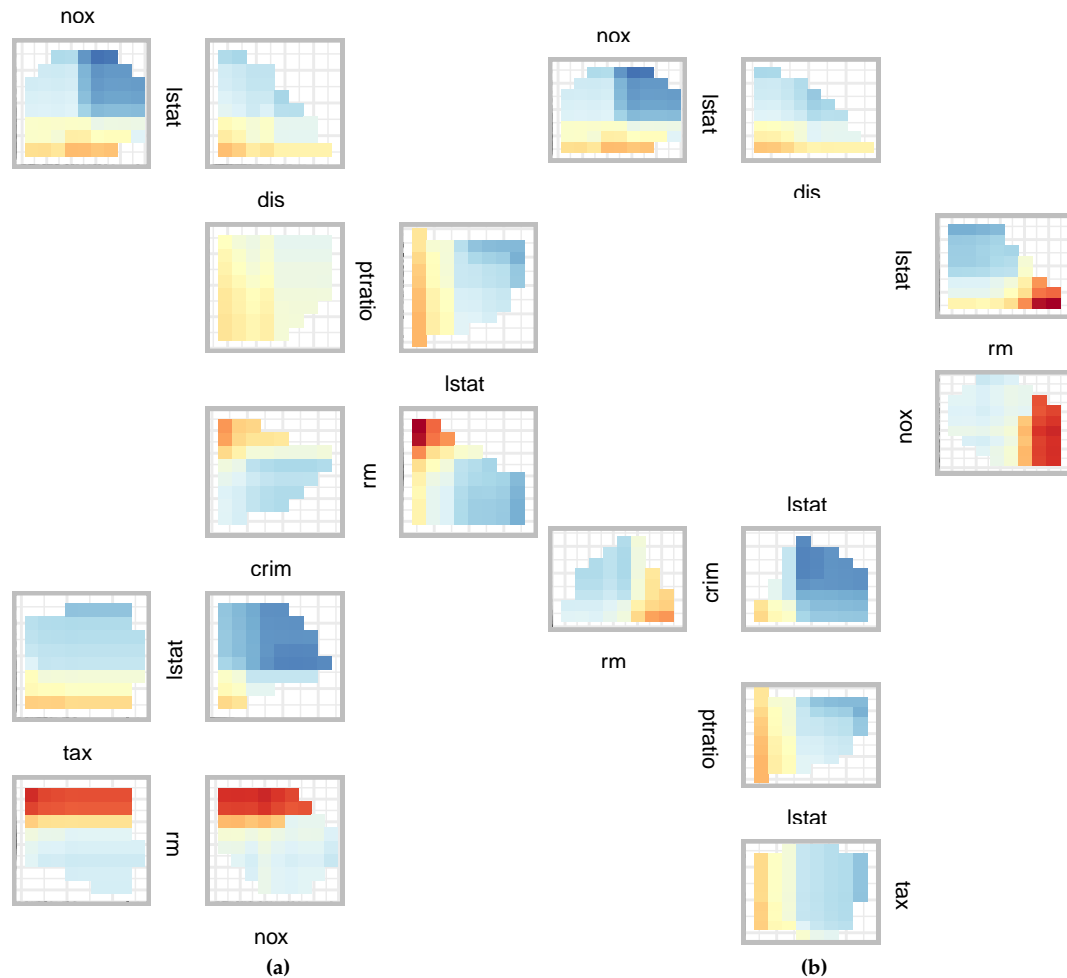 nox
lstat
dis
ptratio
lstat
rm
crim
lstat
tax
rm
nox
(a)
nox
lstat
dis
lstat
rm
nox
lstat
crim
rm
ptratio
lstat
tax
(b)